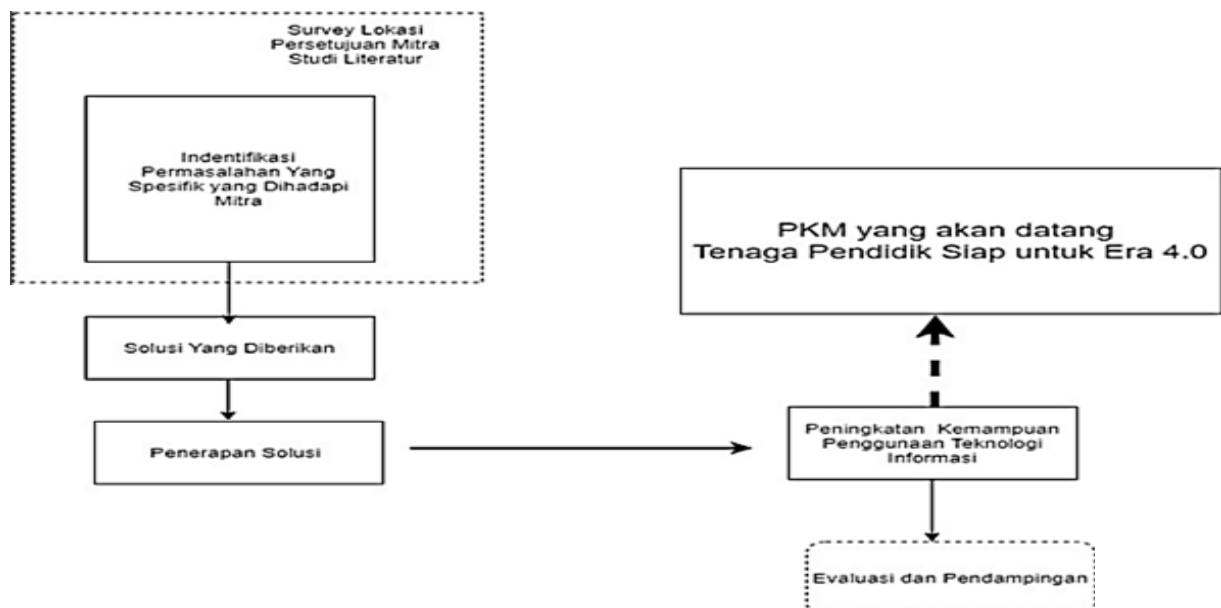 Survey Lokasi
Persetujuan Mitra
Studi Literatur
Indentifikasi
Permasalahan Yang
Spesifik yang Dihadapi
Mitra
Solusi Yang Diberikan
Penerapan Solusi
PKM yang akan datang
Tenaga Pendidik Siap untuk Era 4.0
Peningkatan Kemampuan
Penggunaan Teknologi
Informasi
Evaluasi dan Pendampingan